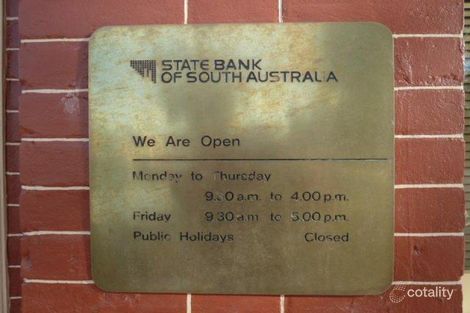 STATE BANK
OF SOUTH AUSTRALIA
We Are Open
Monday to Thursday
9.30 a.m. to 4.00 p.m.
Friday 9.30 a.m. to 5.00 p.m.
Public Holidays Closed
cotality